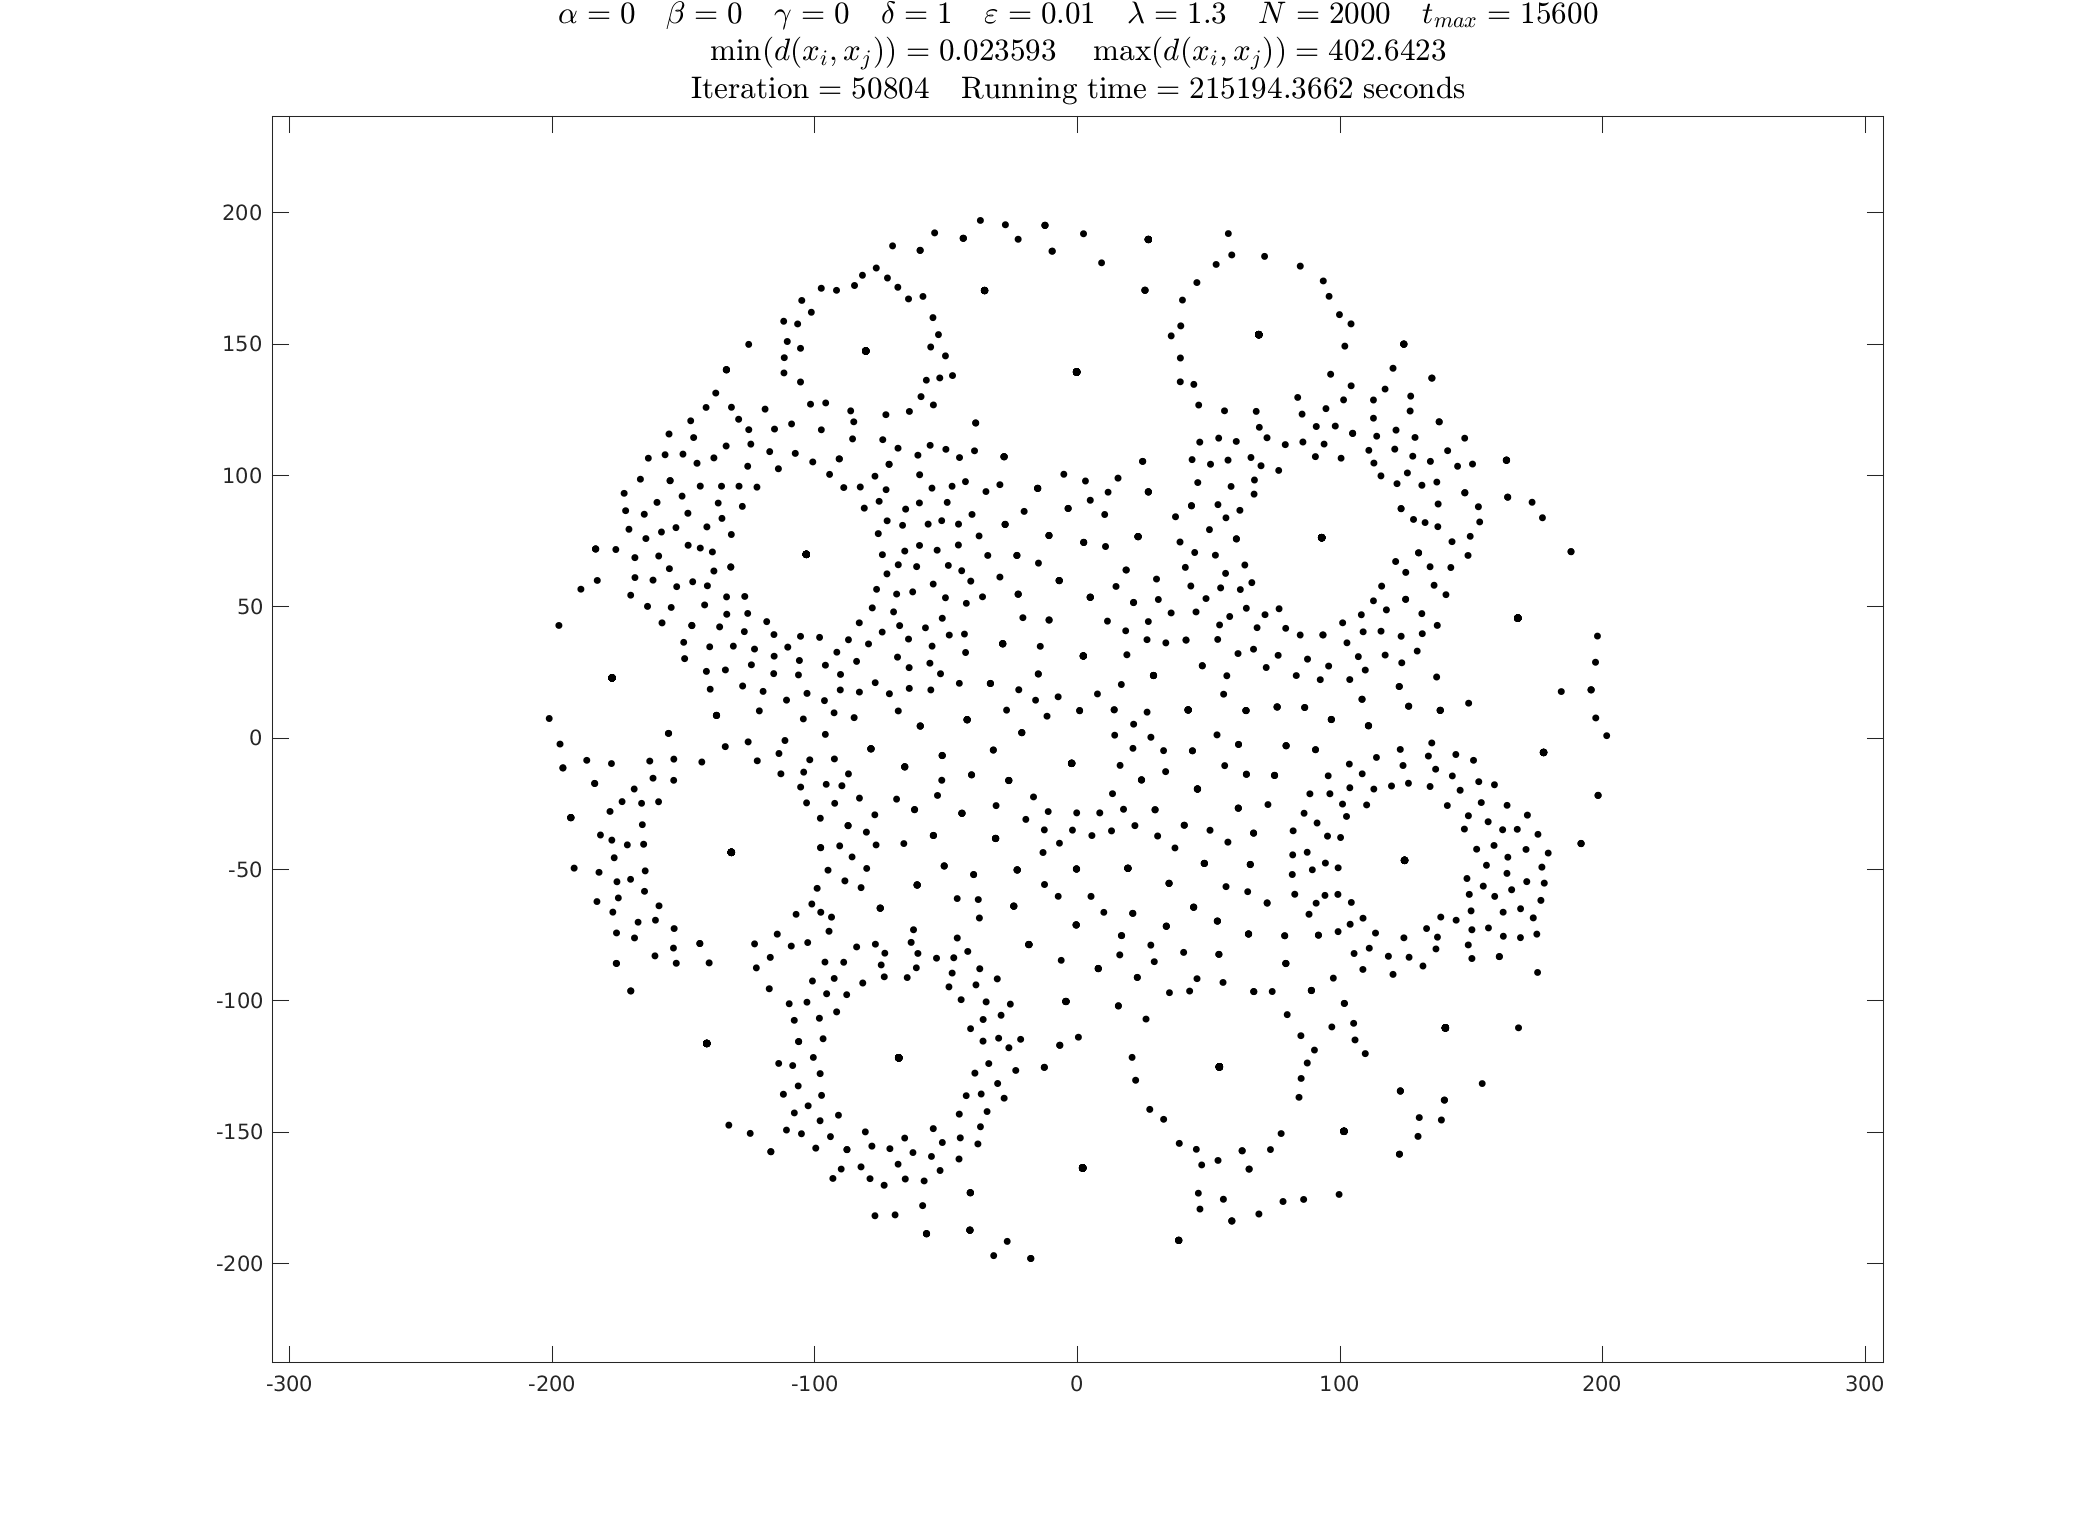 α = 0 β = 0 γ = 0 δ = 1 ε = 0.01 λ = 1.3 N = 2000 t_max = 15600
min(d(x_i, x_j)) = 0.023593 max(d(x_i, x_j)) = 402.6423
Iteration = 50804 Running time = 215194.3662 seconds
200
150
100
50
0
-50
-100
-150
-200
-300 -200 -100 0 100 200 300